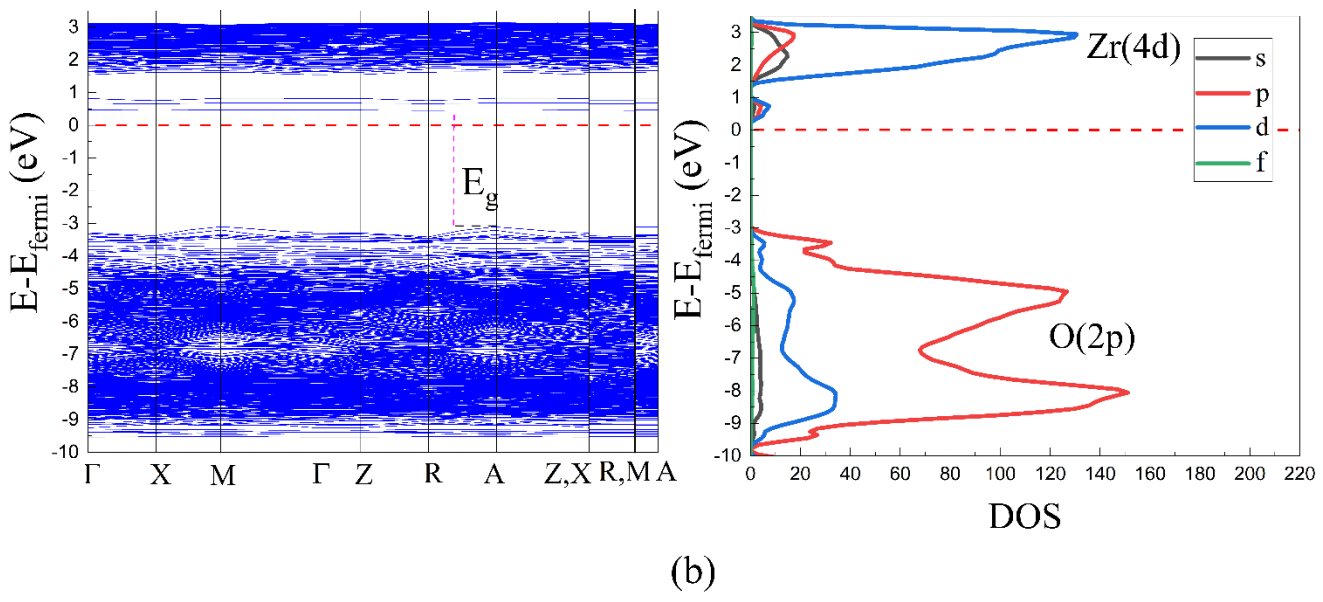 E-E_fermi (eV)
3
2
1
0
-1
-2
-3
-4
-5
-6
-7
-8
-9
-10
E_g
Γ X M Γ Z R A Z,X R,M A
E-E_fermi (eV)
3
2
1
0
-1
-2
-3
-4
-5
-6
-7
-8
-9
-10
Zr(4d)
s
p
d
f
O(2p)
0 20 40 60 80 100 120 140 160 180 200 220
DOS
(b)